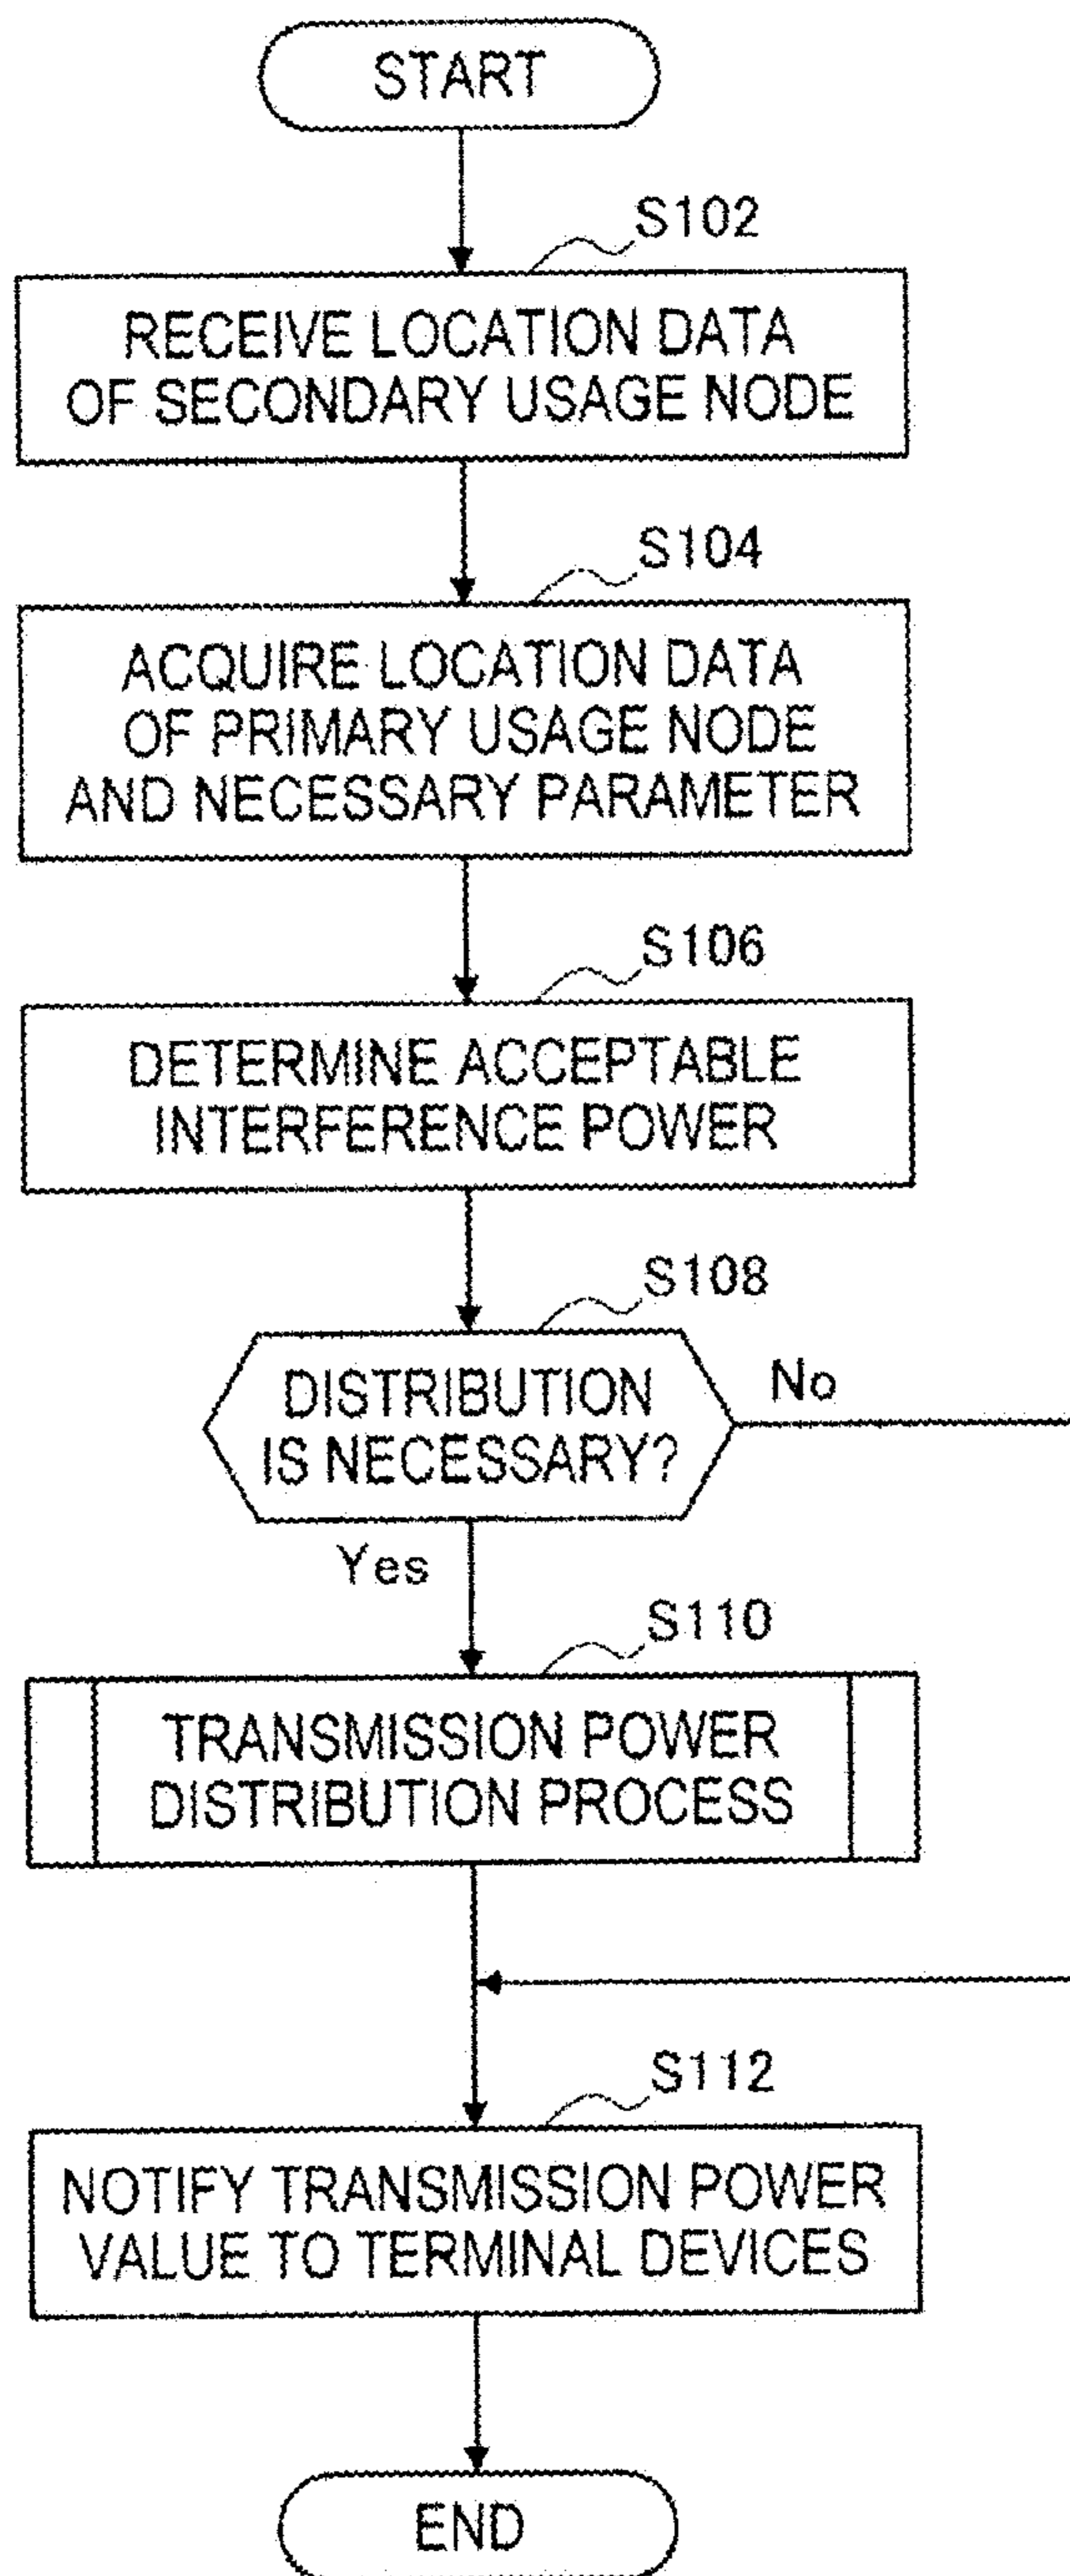 START
S102
RECEIVE LOCATION DATA
OF SECONDARY USAGE NODE
S104
ACQUIRE LOCATION DATA
OF PRIMARY USAGE NODE
AND NECESSARY PARAMETER
S106
DETERMINE ACCEPTABLE
INTERFERENCE POWER
S108
DISTRIBUTION
IS NECESSARY?
No
Yes
S110
TRANSMISSION POWER
DISTRIBUTION PROCESS
S112
NOTIFY TRANSMISSION POWER
VALUE TO TERMINAL DEVICES
END